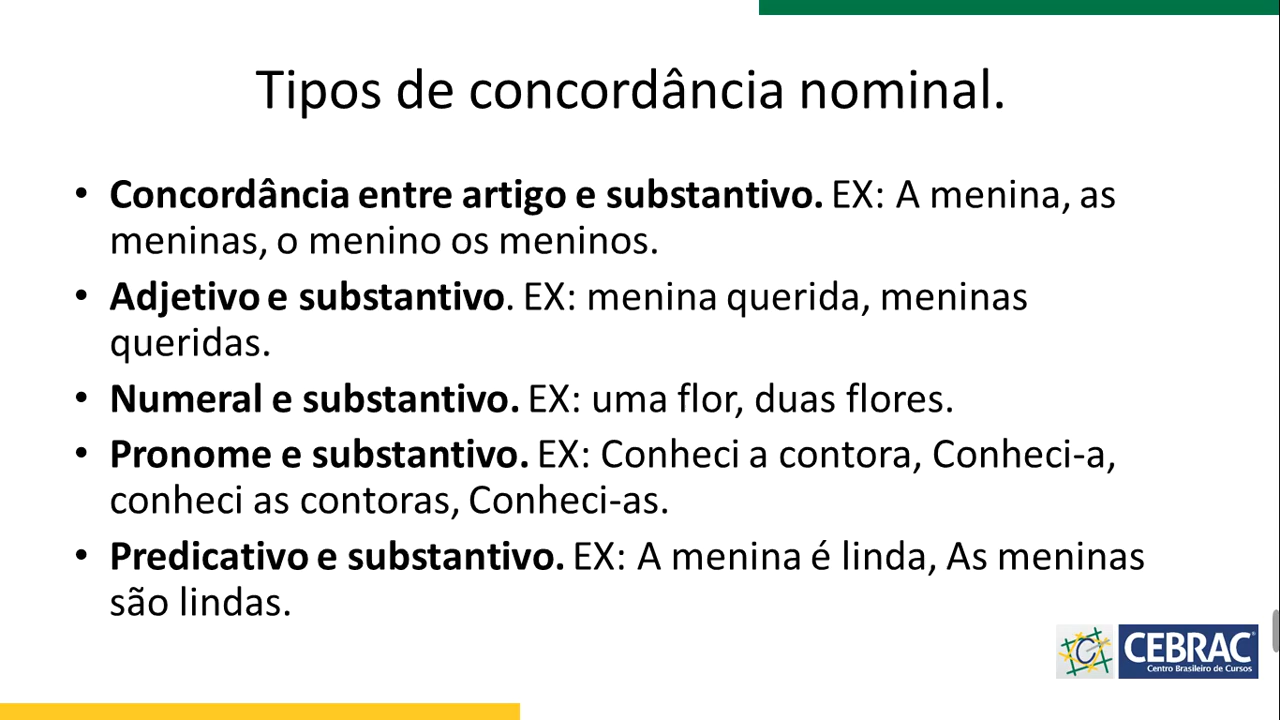 Tipos de concordância nominal.
• Concordância entre artigo e substantivo. EX: A menina, as
meninas, o menino os meninos.
• Adjetivo e substantivo. EX: menina querida, meninas
queridas.
• Numeral e substantivo. EX: uma flor, duas flores.
• Pronome e substantivo. EX: Conheci a contora, Conheci-a,
conheci as contoras, Conheci-as.
• Predicativo e substantivo. EX: A menina é linda, As meninas
são lindas.
C CEBRAC®
Centro Brasileiro de Cursos